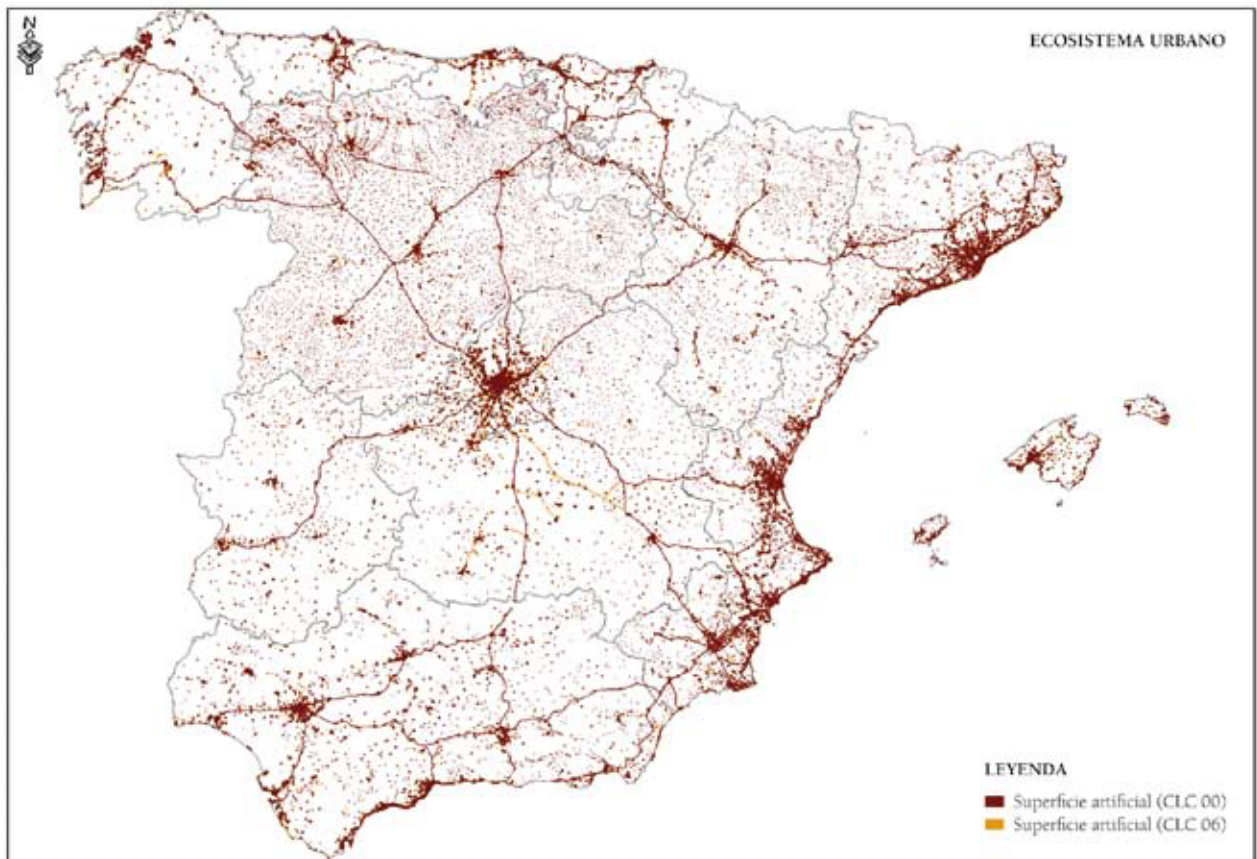 N
ECOSISTEMA URBANO
LEYENDA
Superficie artificial (CLC 00)
Superficie artificial (CLC 06)